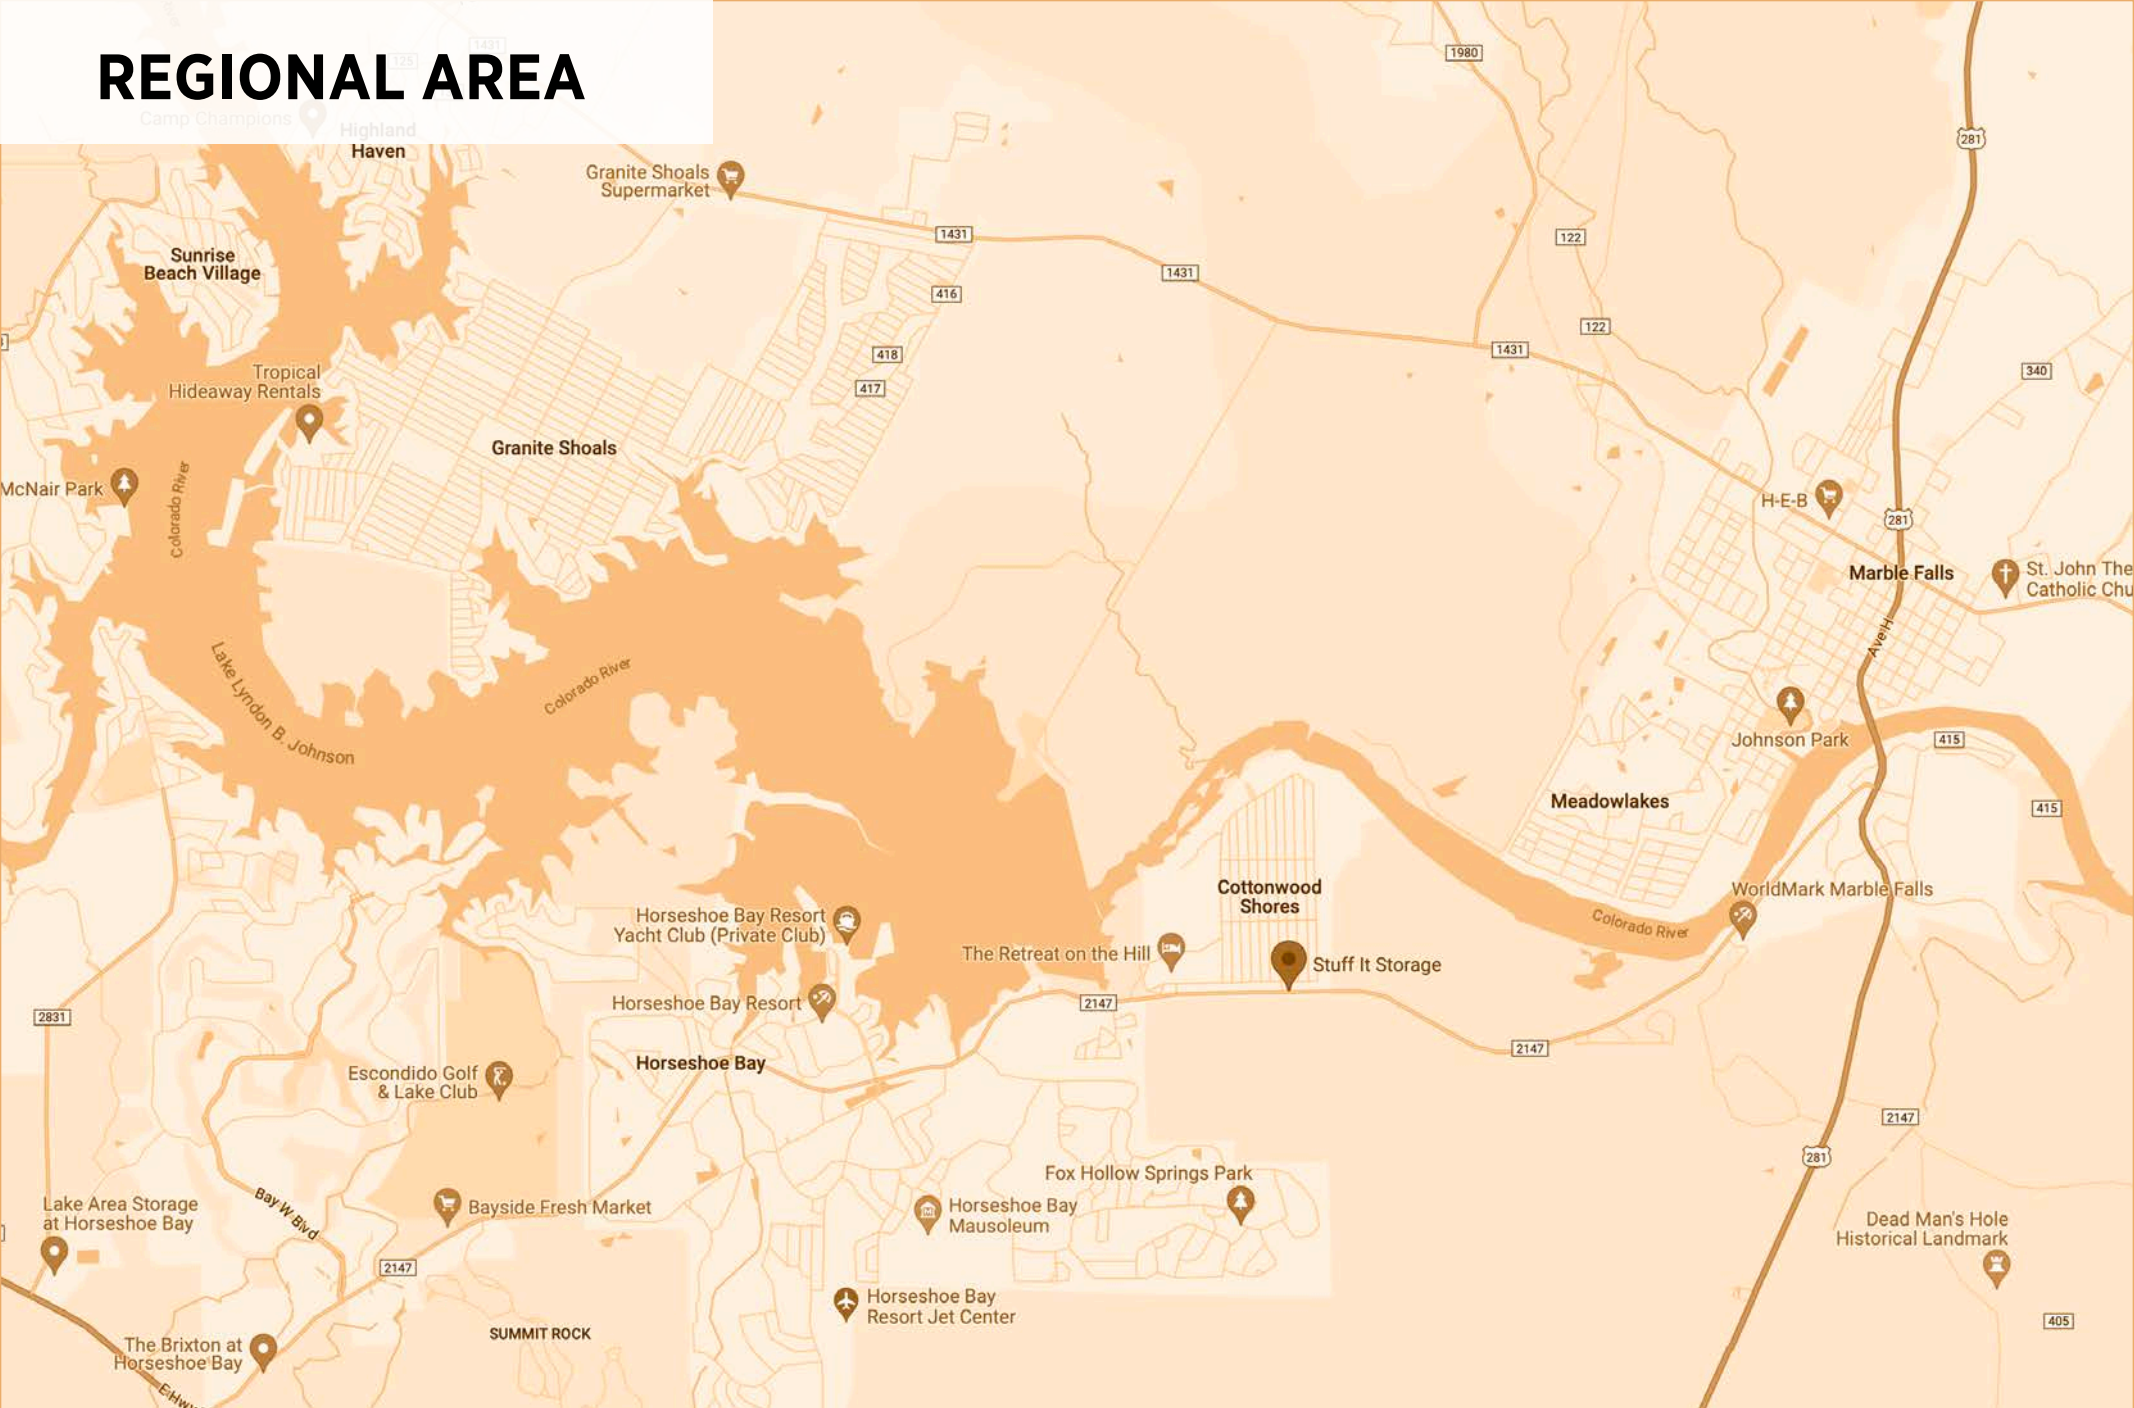 REGIONAL AREA
1431
125
Camp Champions
Highland
Haven
1980
281
Granite Shoals
Supermarket
1431
122
1431
Sunrise
Beach Village
416
122
1431
418
340
417
Tropical
Hideaway Rentals
Granite Shoals
McNair Park
Colorado River
H-E-B
281
Marble Falls
St. John The
Catholic Chu
Ave H
Lake Lyndon B. Johnson
Colorado River
Johnson Park
415
Meadowlakes
415
Cottonwood
Shores
WorldMark Marble Falls
Colorado River
Horseshoe Bay Resort
Yacht Club (Private Club)
The Retreat on the Hill
Stuff It Storage
Horseshoe Bay Resort
2147
2831
2147
Horseshoe Bay
Escondido Golf
& Lake Club
2147
281
Fox Hollow Springs Park
Lake Area Storage
at Horseshoe Bay
Bay W Blvd
Bayside Fresh Market
Horseshoe Bay
Mausoleum
Dead Man's Hole
Historical Landmark
2147
Horseshoe Bay
Resort Jet Center
405
SUMMIT ROCK
The Brixton at
Horseshoe Bay
E Hwy